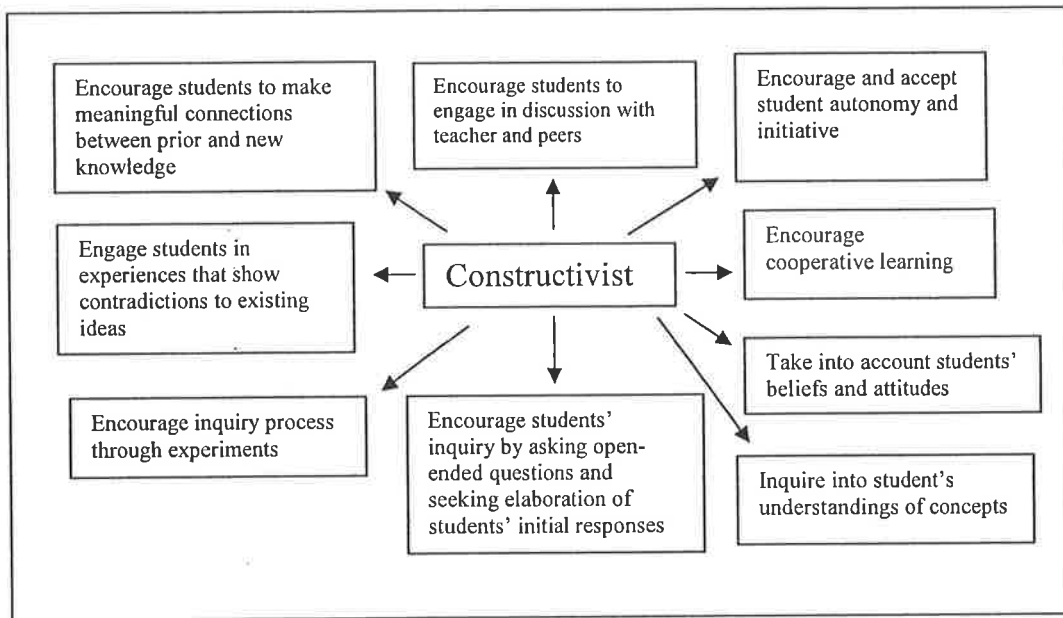 Encourage students to make
meaningful connections
between prior and new
knowledge
Encourage students to
engage in discussion with
teacher and peers
Encourage and accept
student autonomy and
initiative
Engage students in
experiences that show
contradictions to existing
ideas
Constructivist
Encourage
cooperative learning
Take into account students'
beliefs and attitudes
Encourage inquiry process
through experiments
Encourage students'
inquiry by asking open-
ended questions and
seeking elaboration of
students' initial responses
Inquire into student's
understandings of concepts